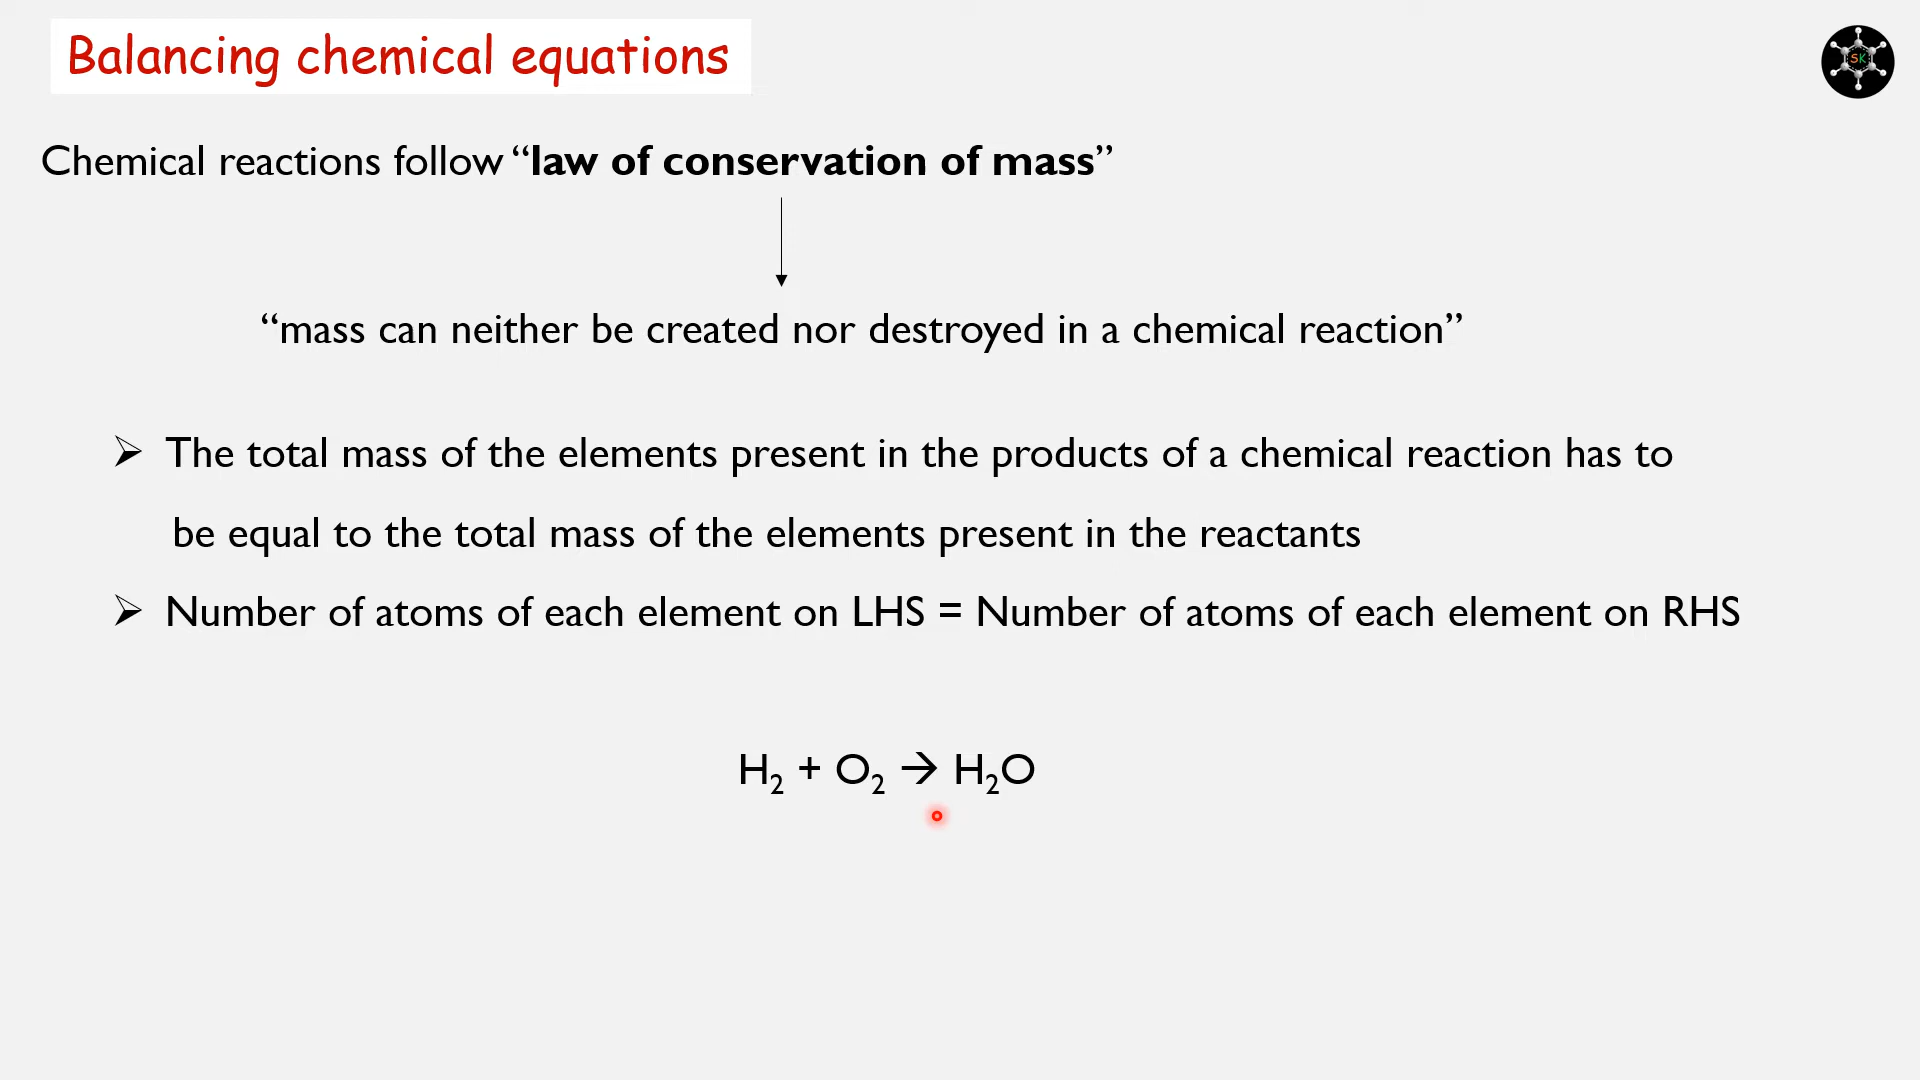 Balancing chemical equations
SK
Chemical reactions follow “law of conservation of mass”
“mass can neither be created nor destroyed in a chemical reaction”
➢ The total mass of the elements present in the products of a chemical reaction has to
be equal to the total mass of the elements present in the reactants
➢ Number of atoms of each element on LHS = Number of atoms of each element on RHS
H₂ + O₂ → H₂O